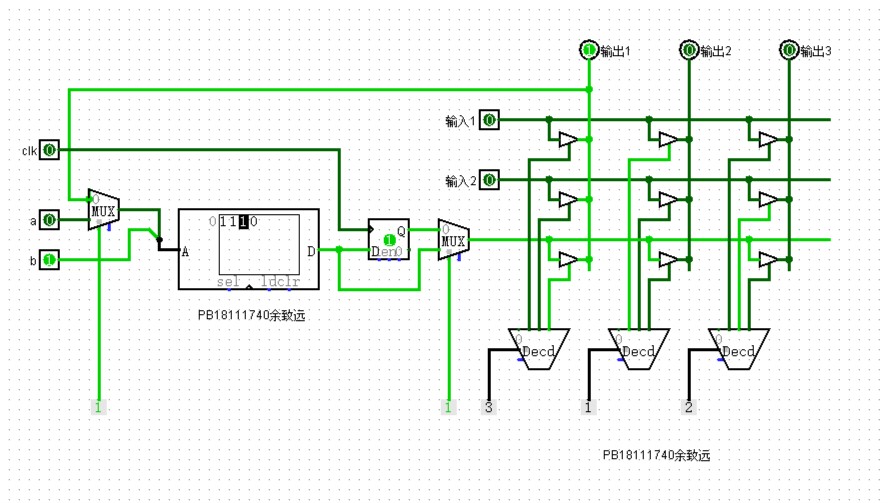 1 输出1
0 输出2
0 输出3
输入1 0
clk 0
输入2 0
0
MUX
a 0
b 1
0 1110
A
D
sel ldclr
Q
D en 0
1
0
MUX
PB18111740余致远
0 Decd
0 Decd
0 Decd
1
1
3
1
2
PB18111740余致远